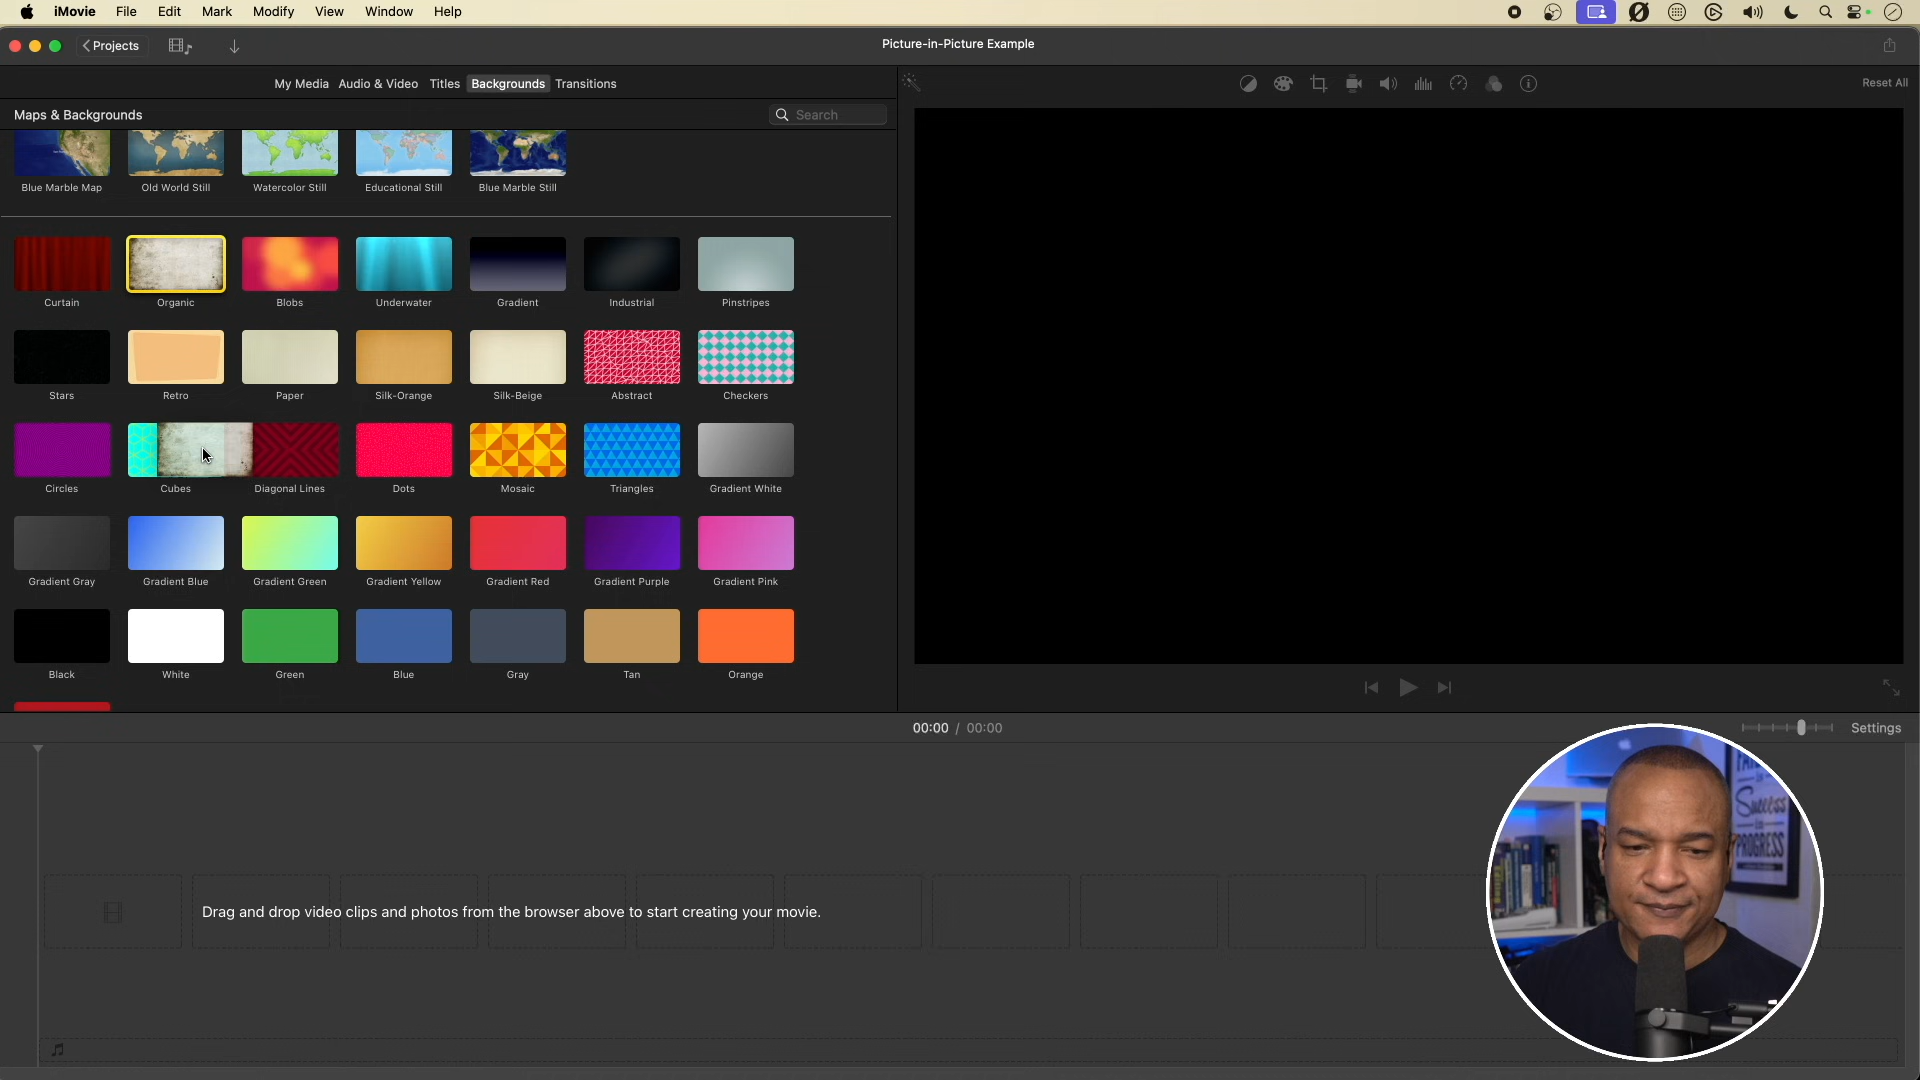 iMovie File Edit Mark Modify View Window Help
Projects
Picture-in-Picture Example
My Media Audio & Video Titles Backgrounds Transitions
Reset All
Maps & Backgrounds
Search
Blue Marble Map Old World Still Watercolor Still Educational Still Blue Marble Still
Curtain Organic Blobs Underwater Gradient Industrial Pinstripes
Stars Retro Paper Silk-Orange Silk-Beige Abstract Checkers
Circles Cubes Diagonal Lines Dots Mosaic Triangles Gradient White
Gradient Gray Gradient Blue Gradient Green Gradient Yellow Gradient Red Gradient Purple Gradient Pink
Black White Green Blue Gray Tan Orange
00:00 / 00:00
Settings
Drag and drop video clips and photos from the browser above to start creating your movie.
is
Success
is
PROGRESS